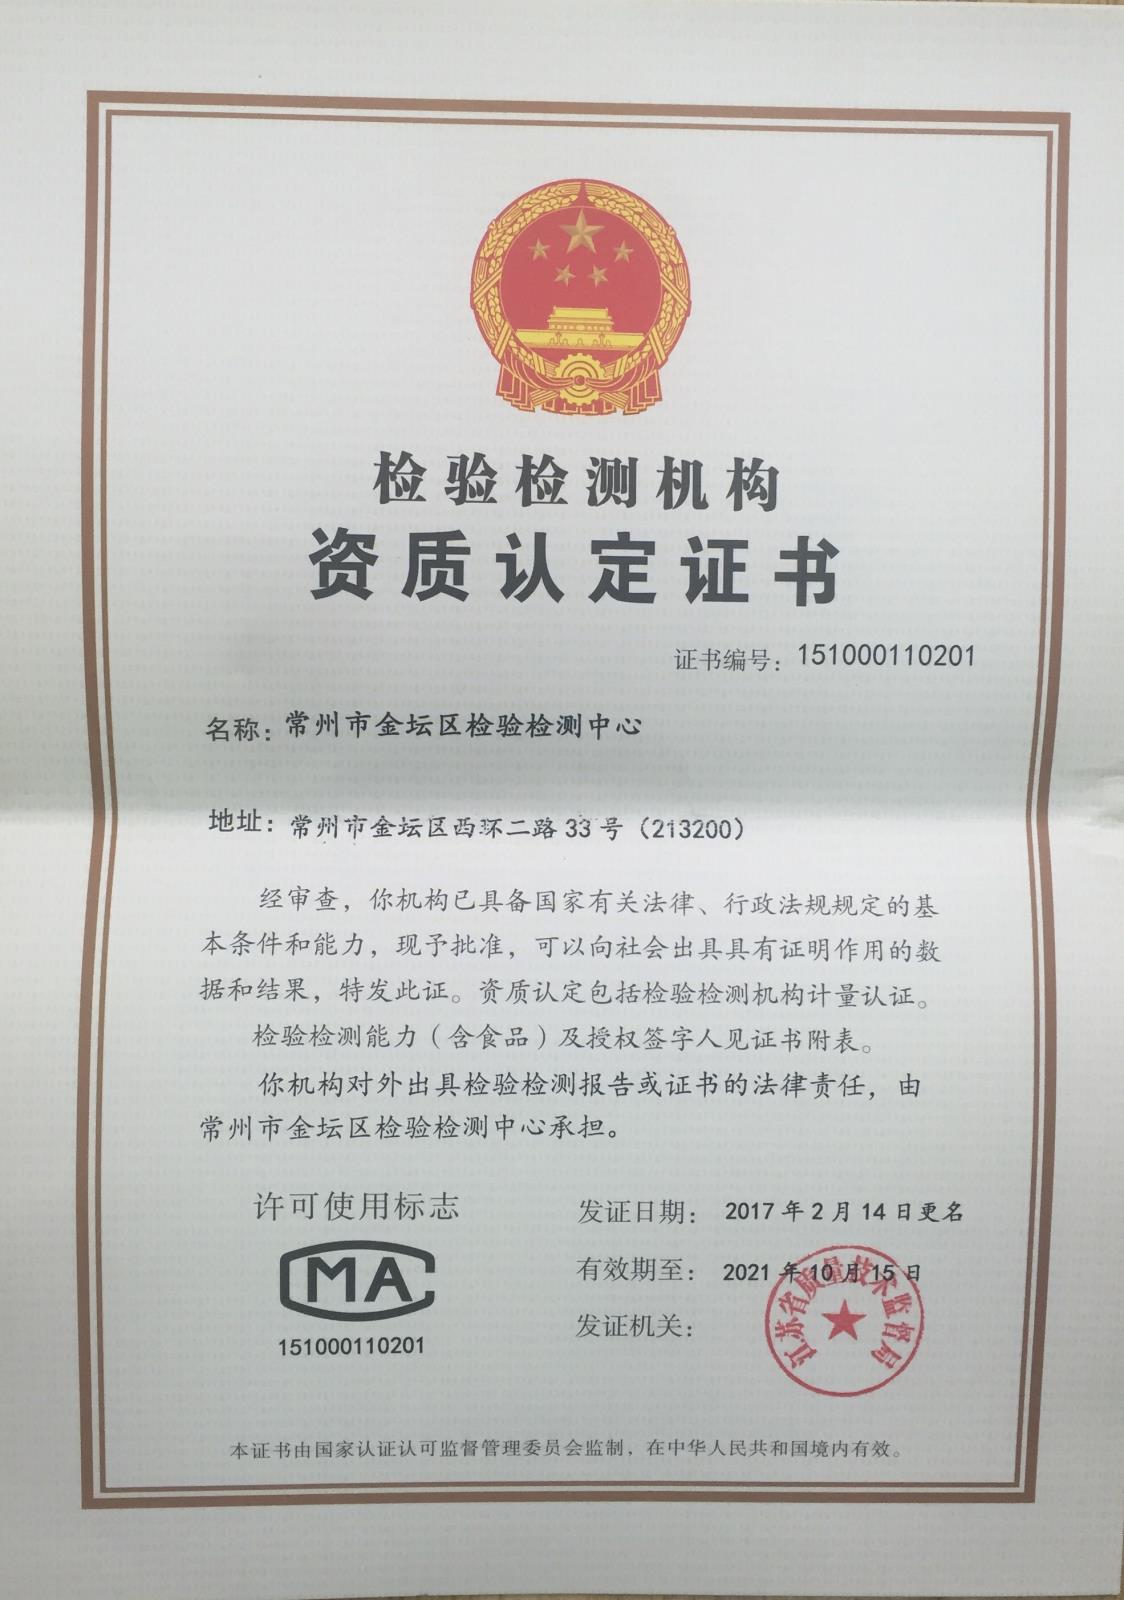 检验检测机构
资质认定证书
证书编号：151000110201
名称：常州市金坛区检验检测中心
地址：常州市金坛区西环二路33号（213200）
经审查，你机构已具备国家有关法律、行政法规规定的基
本条件和能力，现予批准，可以向社会出具具有证明作用的数
据和结果，特发此证。资质认定包括检验检测机构计量认证。
检验检测能力（含食品）及授权签字人见证书附表。
你机构对外出具检验检测报告或证书的法律责任，由
常州市金坛区检验检测中心承担。
许可使用标志
MA
151000110201
发证日期：2017年2月14日更名
有效期至：2021年10月15日
发证机关：
江苏省质量技术监督局
本证书由国家认证认可监督管理委员会监制，在中华人民共和国境内有效。